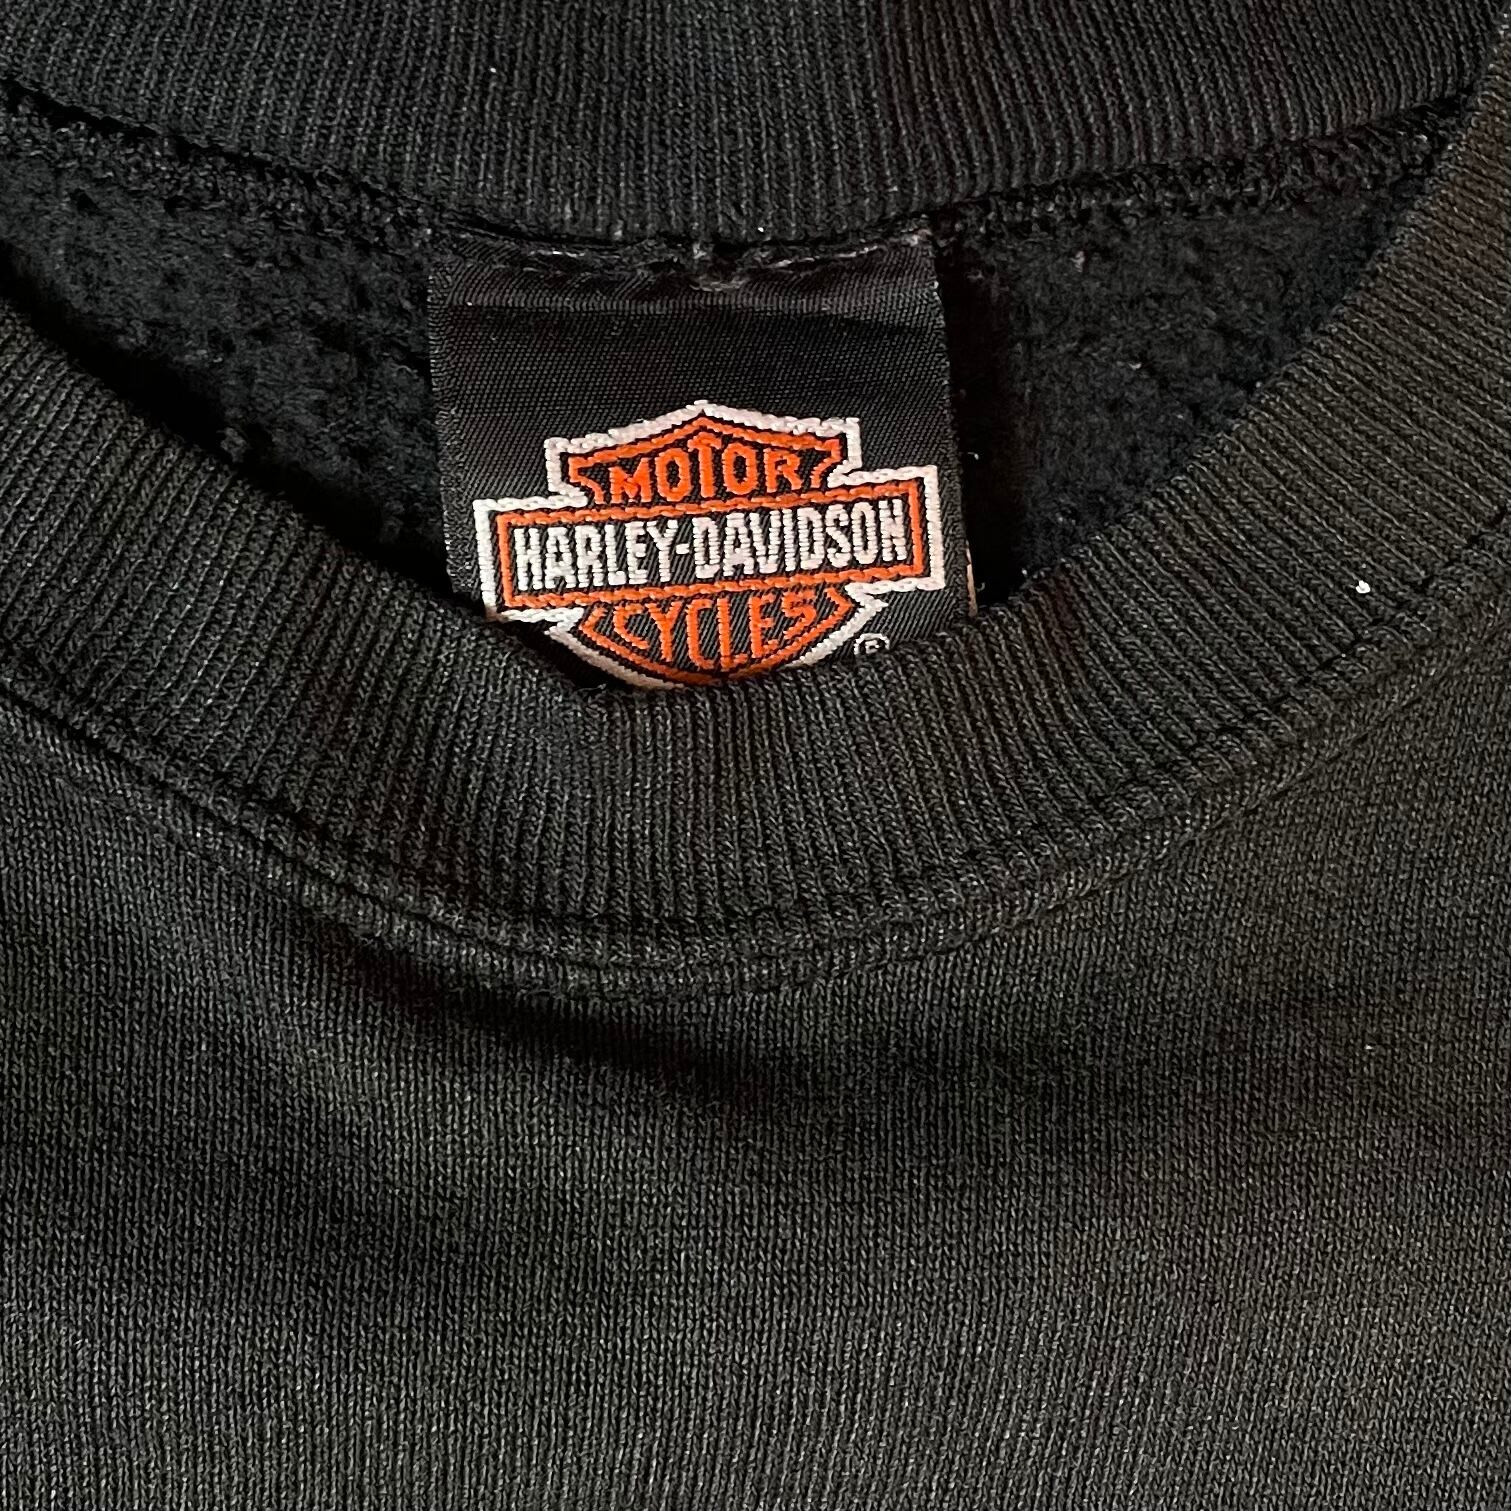 MOTOR
HARLEY-DAVIDSON
CYCLES
®